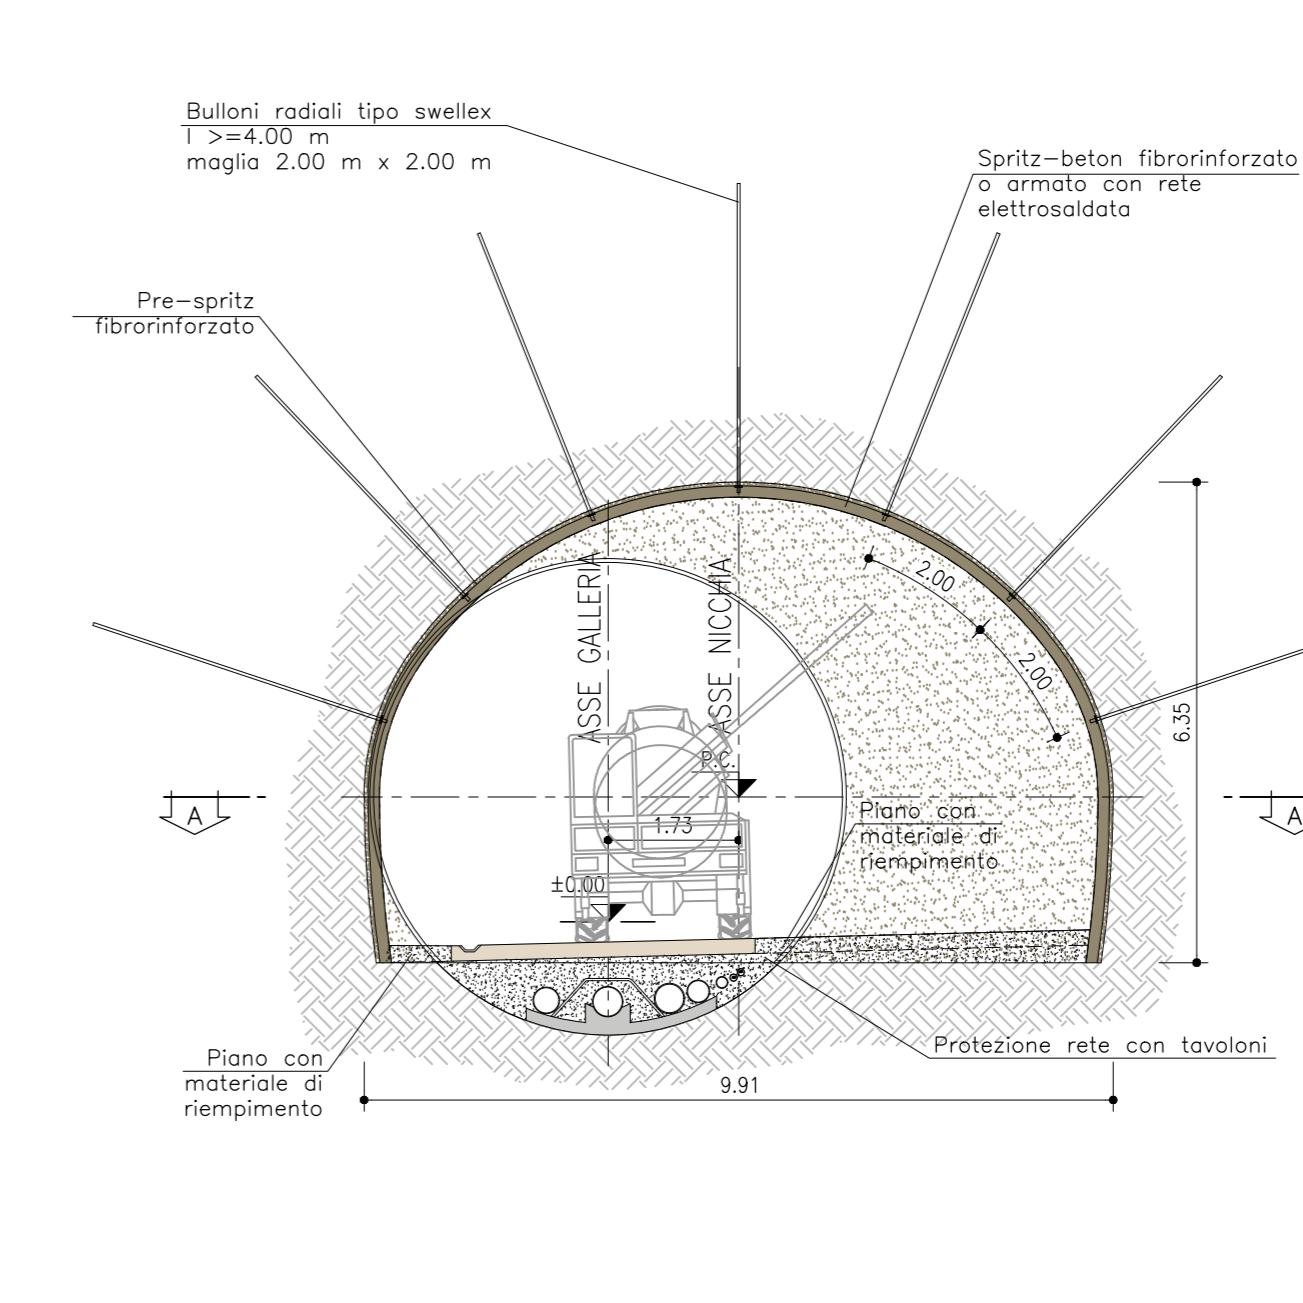 Bulloni radiali tipo swellex
l >=4.00 m
maglia 2.00 m x 2.00 m
Spritz-beton fibrorinforzato
o armato con rete
elettrosaldata
Pre-spritz
fibrorinforzato
ASSE GALLERIA
ASSE NICCHIA
2.00
2.00
6.35
P.C.
A
A
1.73
Piano con
materiale di
riempimento
±0.00
Piano con
materiale di
riempimento
Protezione rete con tavoloni
9.91